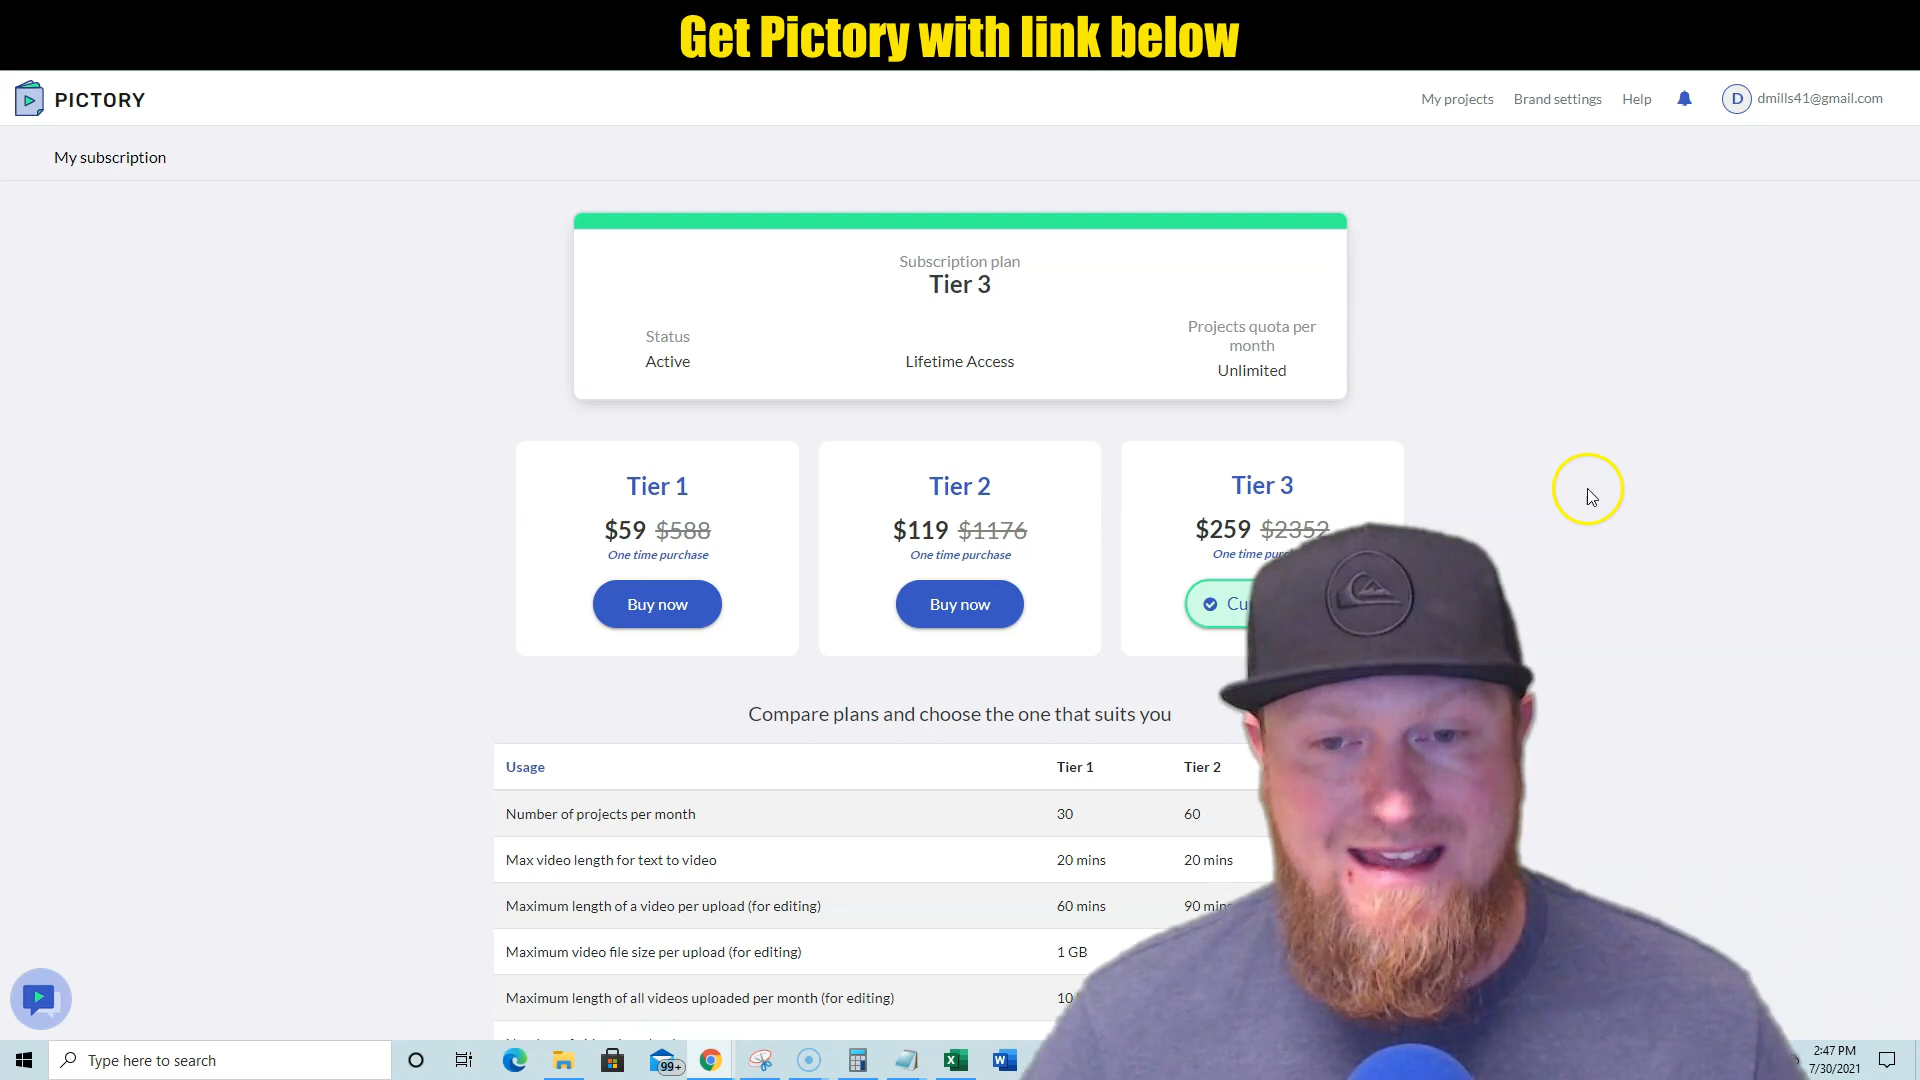 Get Pictory with link below
PICTORY
My projects
Brand settings
Help
D
dmills41@gmail.com
My subscription
Subscription plan
Tier 3
Status
Active
Lifetime Access
Projects quota per
month
Unlimited
Tier 1
$59 $588
One time purchase
Buy now
Tier 2
$119 $1176
One time purchase
Buy now
Tier 3
$259 $2352
One time
Compare plans and choose the one that suits you
Usage Tier 1 Tier 2
Number of projects per month 30 60
Max video length for text to video 20 mins 20 mins
Maximum length of a video per upload (for editing) 60 mins 90 mins
Maximum video file size per upload (for editing) 1 GB
Maximum length of all videos uploaded per month (for editing) 10
Type here to search
99+
2:47 PM
7/30/2021